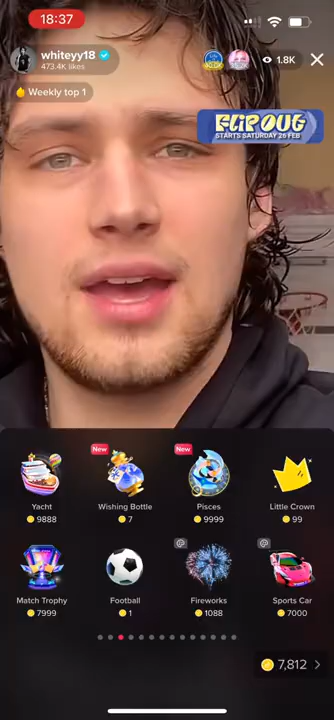 18:37
whiteyy18
473.4K likes
1.8K
Weekly top 1
FLIP OUT
STARTS SATURDAY 26 FEB
New
New
Yacht
Wishing Bottle
Pisces
Little Crown
9888
7
9999
99
Match Trophy
Football
Fireworks
Sports Car
7999
1
1088
7000
7,812